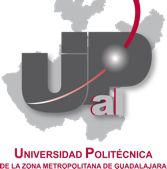 UPal
UNIVERSIDAD POLITÉCNICA
DE LA ZONA METROPOLITANA DE GUADALAJARA